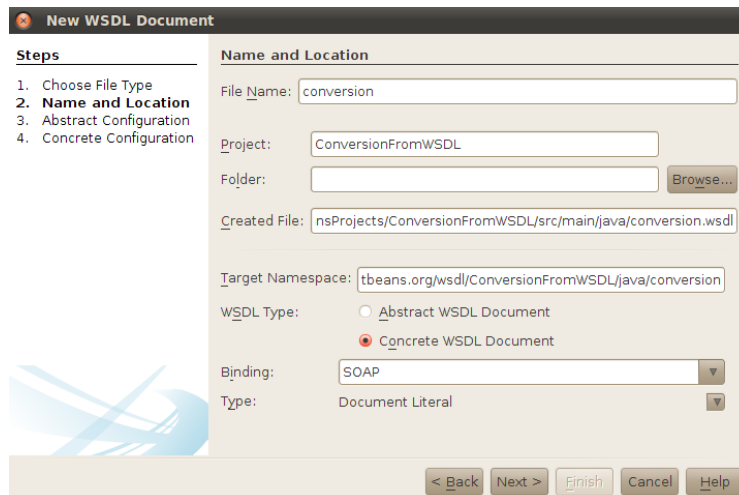 New WSDL Document
Steps
1. Choose File Type
2. Name and Location
3. Abstract Configuration
4. Concrete Configuration
Name and Location
File Name: conversion
Project: ConversionFromWSDL
Folder: Browse...
Created File: nsProjects/ConversionFromWSDL/src/main/java/conversion.wsdl
Target Namespace: tbeans.org/wsdl/ConversionFromWSDL/java/conversion
WSDL Type: Abstract WSDL Document
Concrete WSDL Document
Binding: SOAP
Type: Document Literal
< Back Next > Finish Cancel Help